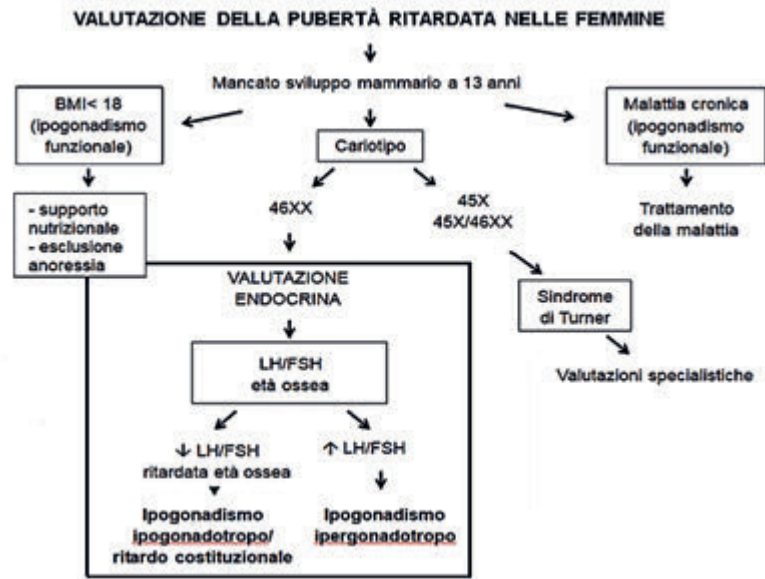 VALUTAZIONE DELLA PUBERTÀ RITARDATA NELLE FEMMINE
Mancato sviluppo mammario a 13 anni
BMI< 18
(ipogonadismo
funzionale)
Cariotipo
Malattia cronica
(ipogonadismo
funzionale)
- supporto
nutrizionale
- esclusione
anoressia
46XX
45X
45X/46XX
Trattamento
della malattia
VALUTAZIONE
ENDOCRINA
Sindrome
di Turner
LH/FSH
età ossea
Valutazioni specialistiche
↓ LH/FSH
ritardata età ossea
↑ LH/FSH
Ipogonadismo
ipogonadotropo/
ritardo costituzionale
Ipogonadismo
ipergonadotropo